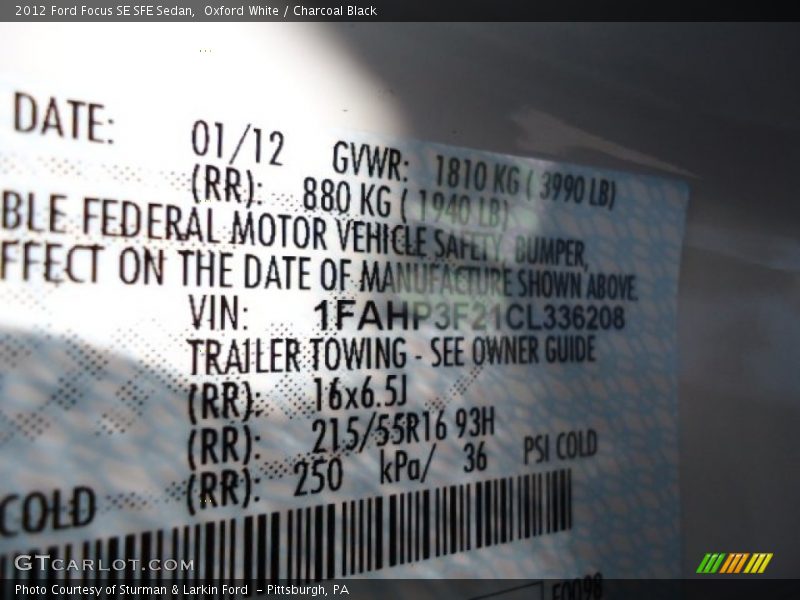 2012 Ford Focus SE SFE Sedan,  Oxford White / Charcoal Black
DATE: 01/12 GVWR: 1810 KG ( 3990 LB)
(RR): 880 KG ( 1940 LB)
BLE FEDERAL MOTOR VEHICLE SAFETY, BUMPER,
FFECT ON THE DATE OF MANUFACTURE SHOWN ABOVE.
VIN: 1FAHP3F21CL336208
TRAILER TOWING - SEE OWNER GUIDE
(RR): 16x6.5J
(RR): 215/55R16 93H
COLD (RR): 250 kPa/ 36 PSI COLD
GTCARLOT.COM
Photo Courtesy of Sturman & Larkin Ford  - Pittsburgh, PA